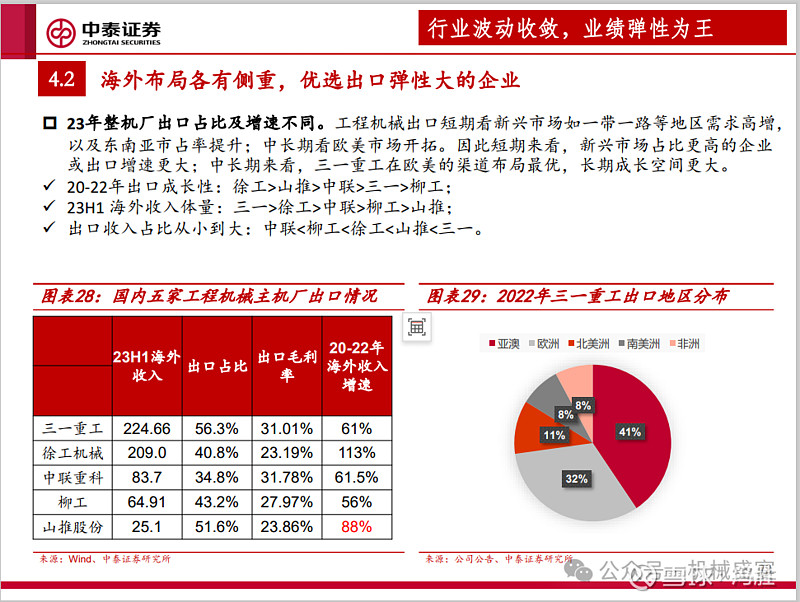 中泰证券
ZHONGTAI SECURITIES
行业波动收敛，业绩弹性为王
4.2 海外布局各有侧重，优选出口弹性大的企业
23年整机厂出口占比及增速不同。工程机械出口短期看新兴市场如一带一路等地区需求高增，
以及东南亚市占率提升；中长期看欧美市场开拓。因此短期来看，新兴市场占比更高的企业
或出口增速更大；中长期来看，三一重工在欧美的渠道布局最优，长期成长空间更大。
✓ 20-22年出口成长性：徐工>山推>中联>三一>柳工；
✓ 23H1 海外收入体量：三一>徐工>中联>柳工>山推；
✓ 出口收入占比从小到大：中联<柳工<徐工<山推<三一。
图表28：国内五家工程机械主机厂出口情况
23H1海外收入 出口占比 出口毛利率 20-22年海外收入增速
三一重工 224.66 56.3% 31.01% 61%
徐工机械 209.0 40.8% 23.19% 113%
中联重科 83.7 34.8% 31.78% 61.5%
柳工 64.91 43.2% 27.97% 56%
山推股份 25.1 51.6% 23.86% 88%
来源：Wind、中泰证券研究所
图表29：2022年三一重工出口地区分布
亚澳 欧洲 北美洲 南美洲 非洲
8%
8%
41%
11%
32%
来源：公司公告、中泰证券研究所
公众号
机械盛宴
雪球